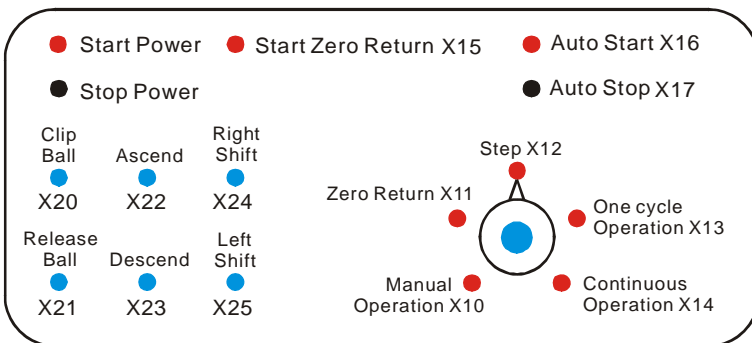 Start Power
Start Zero Return X15
Auto Start X16
Stop Power
Auto Stop X17
Clip
Ball
X20
Ascend
X22
Right
Shift
X24
Release
Ball
X21
Descend
X23
Left
Shift
X25
Step X12
Zero Return X11
One cycle
Operation X13
Manual
Operation X10
Continuous
Operation X14